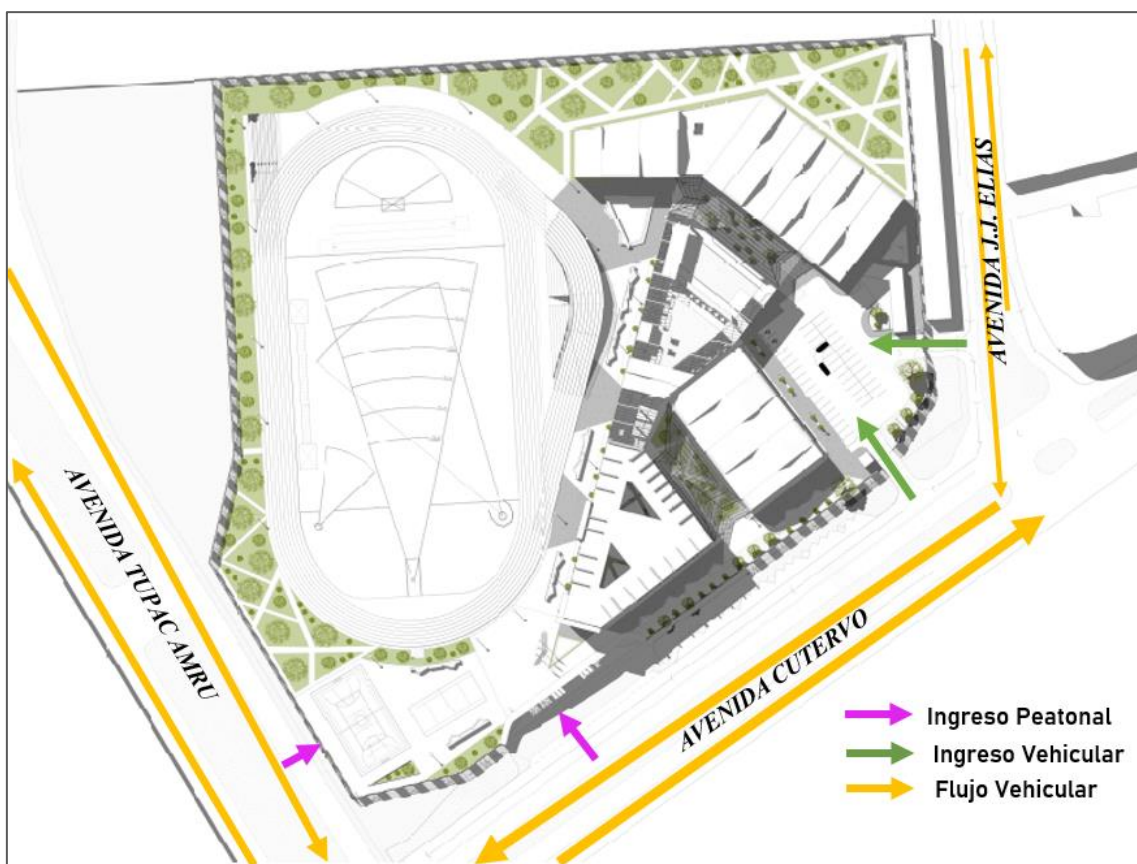 AVENIDA J.J. ELIAS
AVENIDA TUPAC AMRU
AVENIDA CUTERVO
Ingreso Peatonal
Ingreso Vehicular
Flujo Vehicular